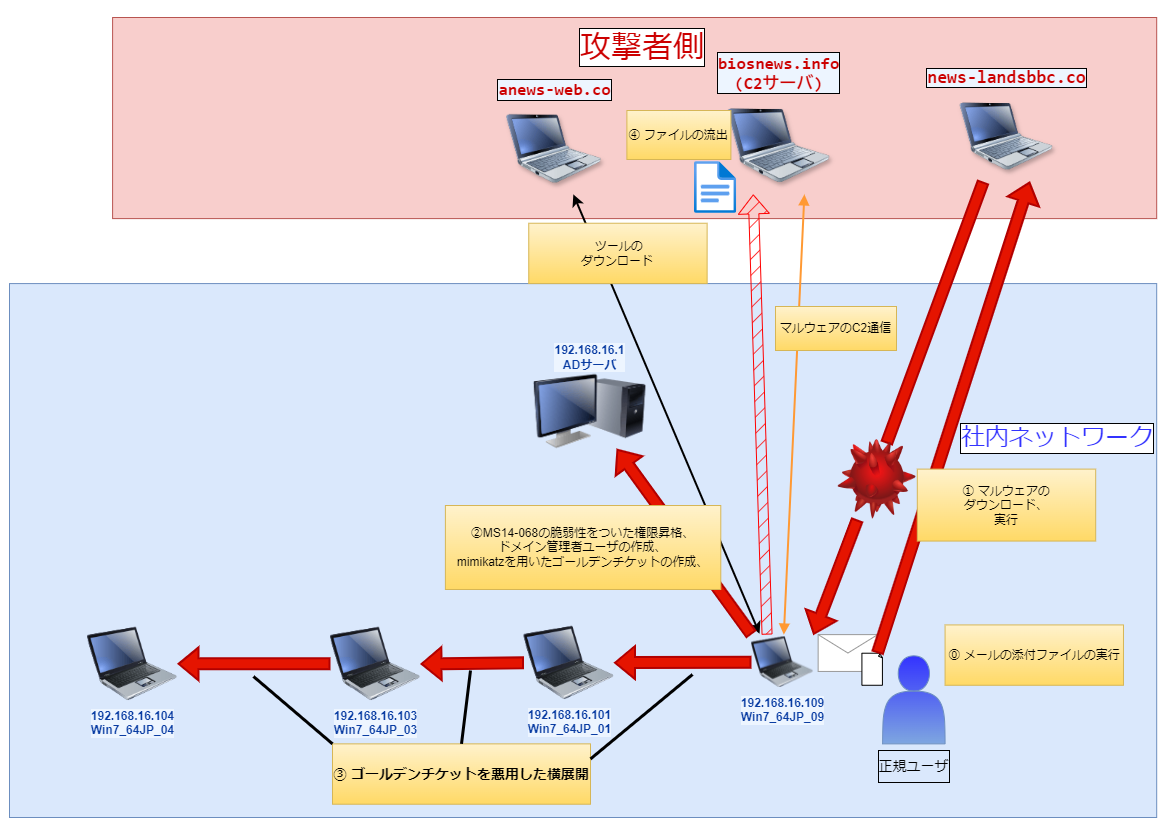 攻撃者側
biosnews.info
(C2サーバ)
news-landsbbc.co
anews-web.co
④ ファイルの流出
ツールの
ダウンロード
マルウェアのC2通信
192.168.16.1
ADサーバ
社内ネットワーク
① マルウェアの
ダウンロード、
実行
②MS14-068の脆弱性をついた権限昇格、
ドメイン管理者ユーザの作成、
mimikatzを用いたゴールデンチケットの作成、
⓪ メールの添付ファイルの実行
192.168.16.104
Win7_64JP_04
192.168.16.103
Win7_64JP_03
192.168.16.101
Win7_64JP_01
192.168.16.109
Win7_64JP_09
正規ユーザ
③ ゴールデンチケットを悪用した横展開